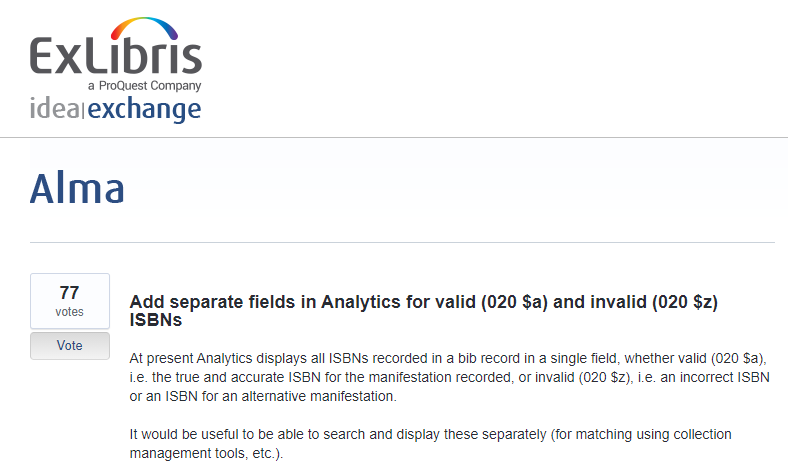 ExLibris
a ProQuest Company
idea|exchange
Alma
77
votes
Vote
Add separate fields in Analytics for valid (020 $a) and invalid (020 $z)
ISBNs
At present Analytics displays all ISBNs recorded in a bib record in a single field, whether valid (020 $a),
i.e. the true and accurate ISBN for the manifestation recorded, or invalid (020 $z), i.e. an incorrect ISBN
or an ISBN for an alternative manifestation.
It would be useful to be able to search and display these separately (for matching using collection
management tools, etc.).